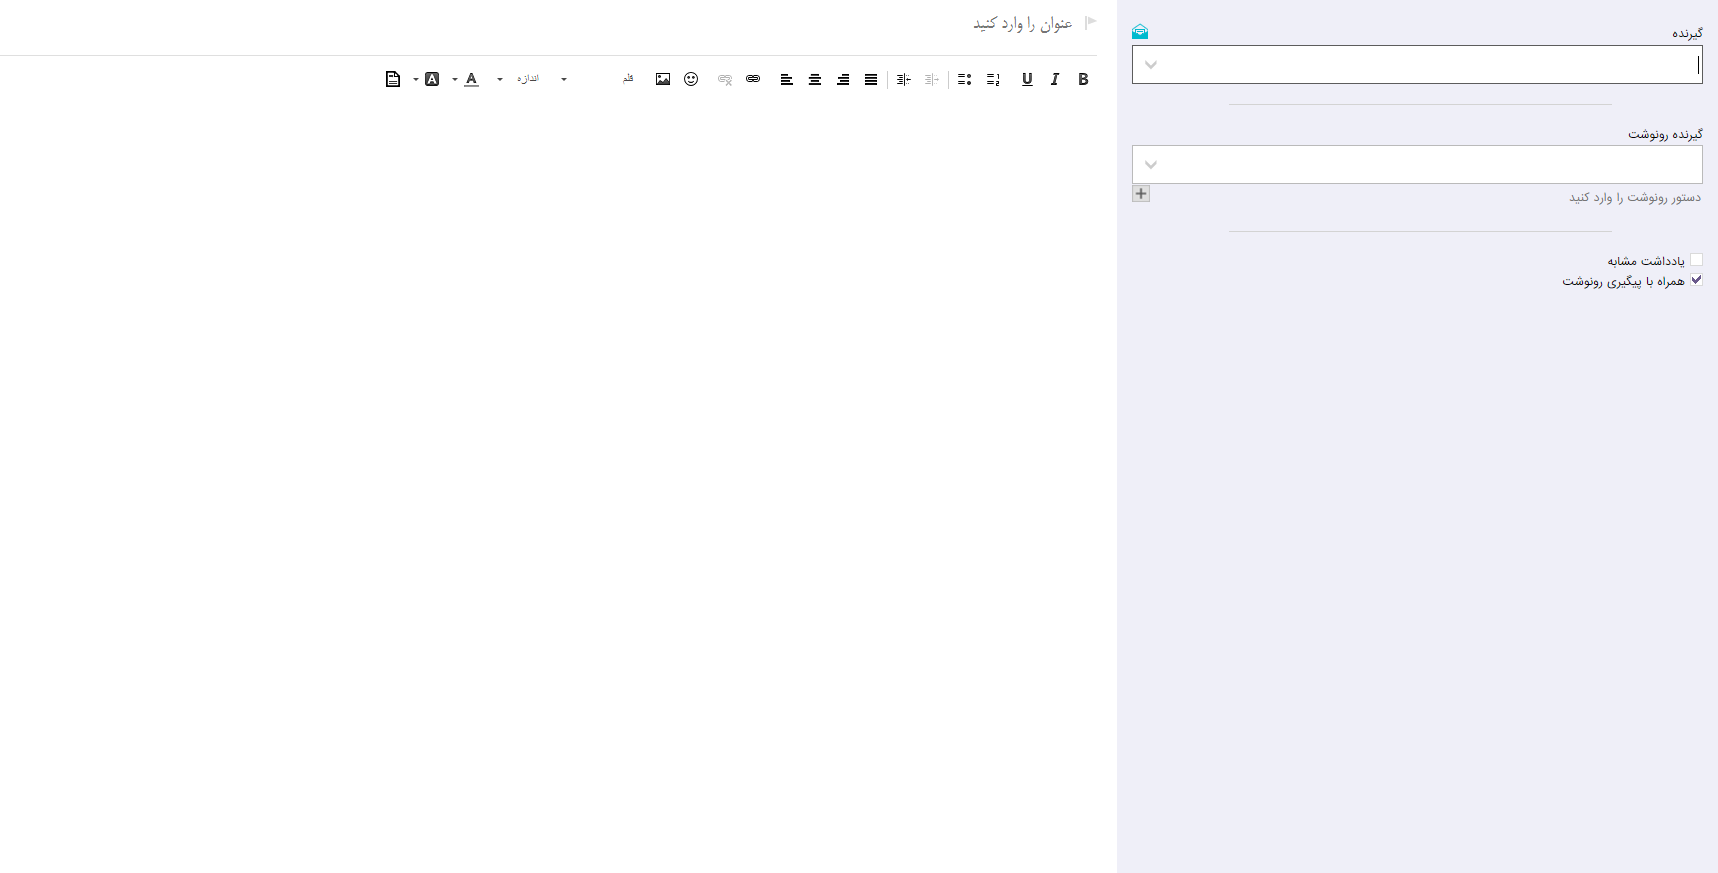 گیرنده
گیرنده رونوشت
دستور رونوشت را وارد کنید
یادداشت مشابه
همراه با پیگیری رونوشت
عنوان را وارد کنید
B I U قلم اندازه A A